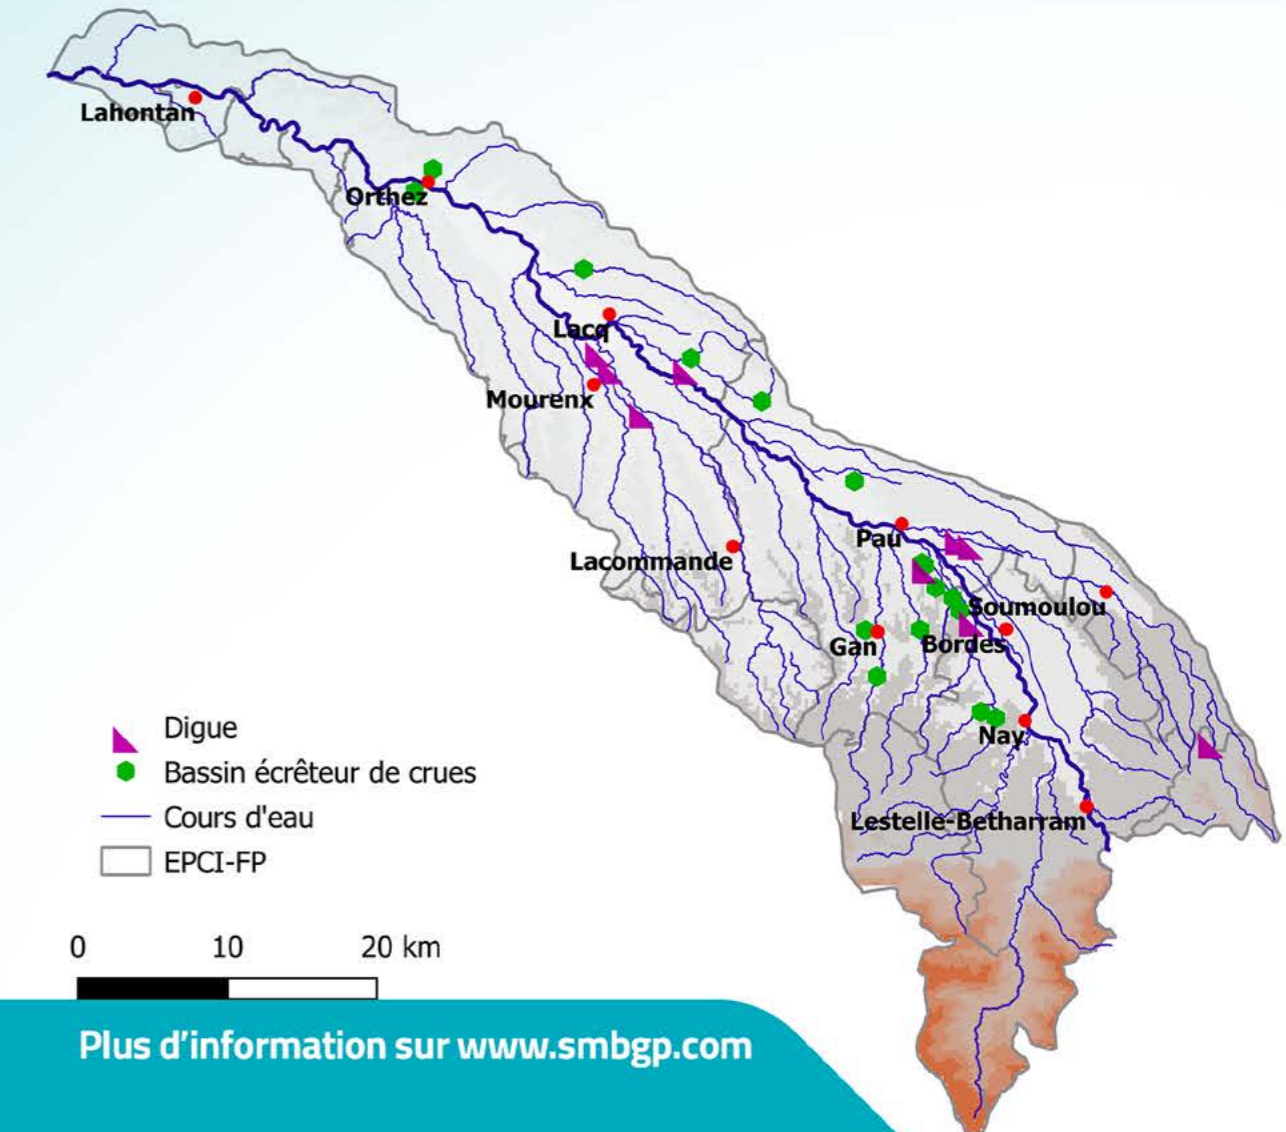 Lahontan
Orthez
Lacq
Mourenx
Pau
Lacommande
Soumoulou
Gan
Bordes
Nay
Lestelle-Betharram
Digue
Bassin écrêteur de crues
Cours d'eau
EPCI-FP
0 10 20 km
Plus d'information sur www.smbgp.com